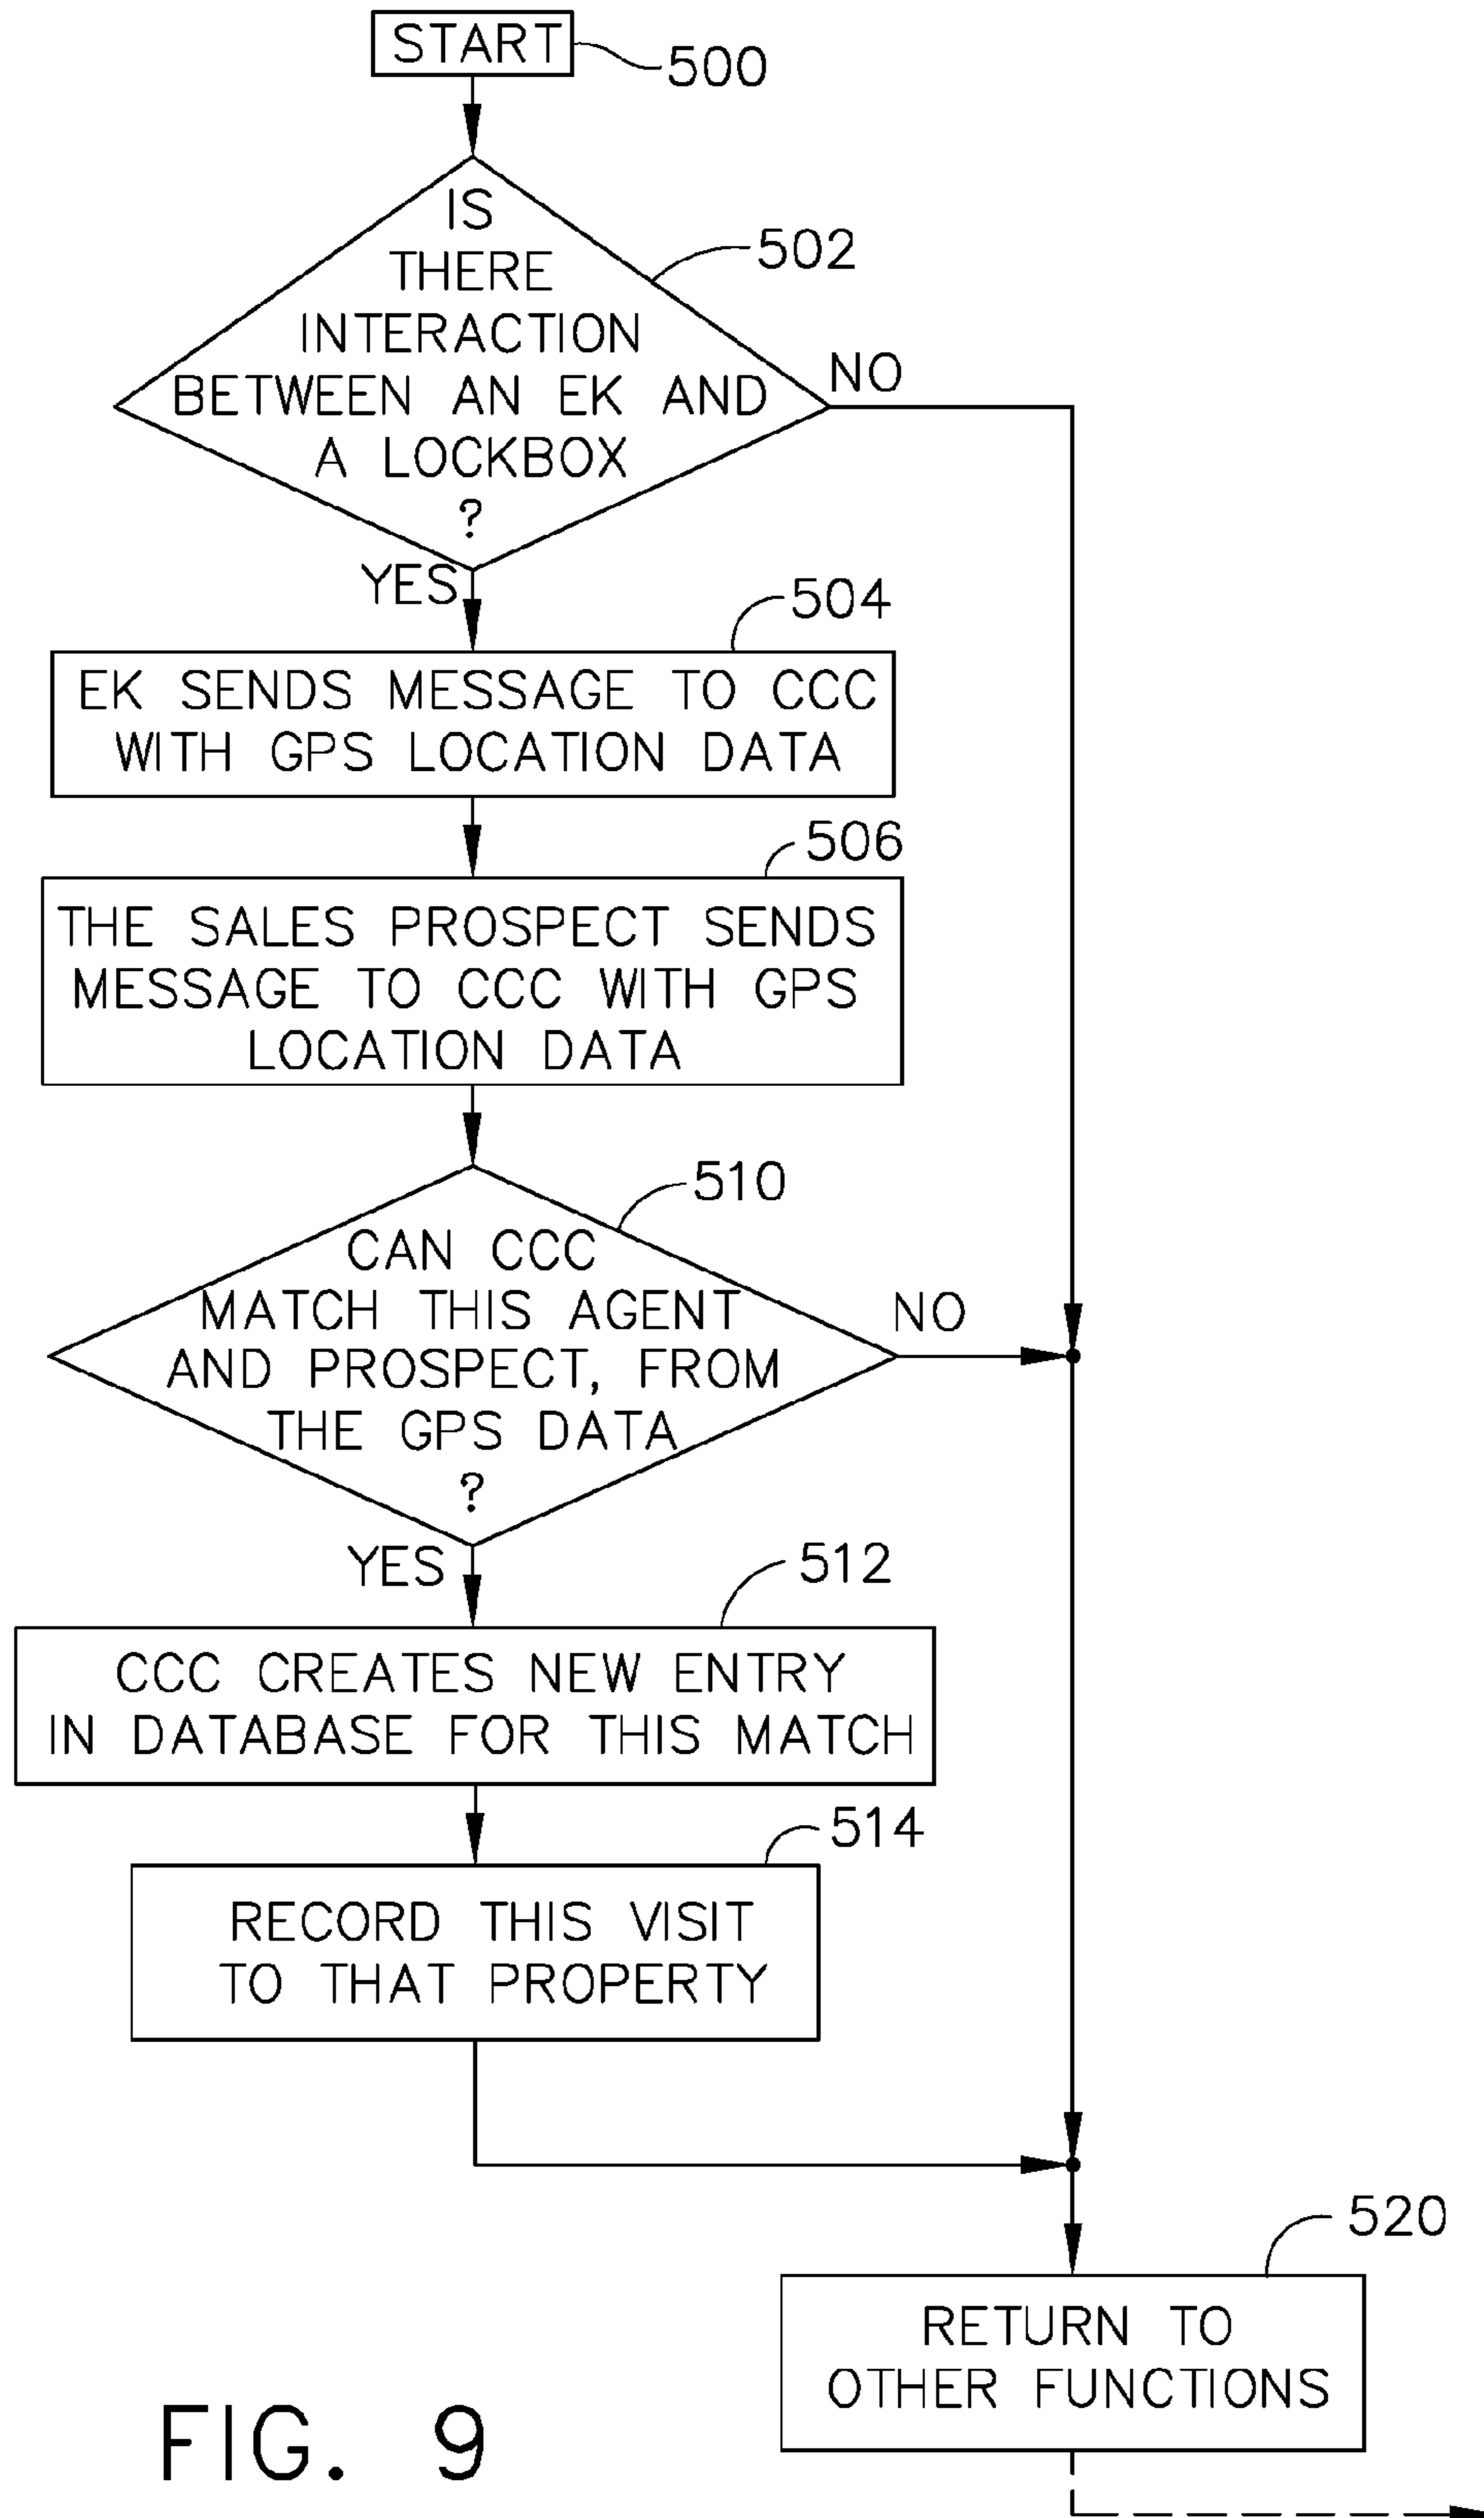 START
500
IS
THERE
INTERACTION
BETWEEN AN EK AND
A LOCKBOX
?
502
NO
YES
504
EK SENDS MESSAGE TO CCC
WITH GPS LOCATION DATA
506
THE SALES PROSPECT SENDS
MESSAGE TO CCC WITH GPS
LOCATION DATA
510
CAN CCC
MATCH THIS AGENT
AND PROSPECT, FROM
THE GPS DATA
?
NO
YES
512
CCC CREATES NEW ENTRY
IN DATABASE FOR THIS MATCH
514
RECORD THIS VISIT
TO THAT PROPERTY
520
RETURN TO
OTHER FUNCTIONS
FIG. 9